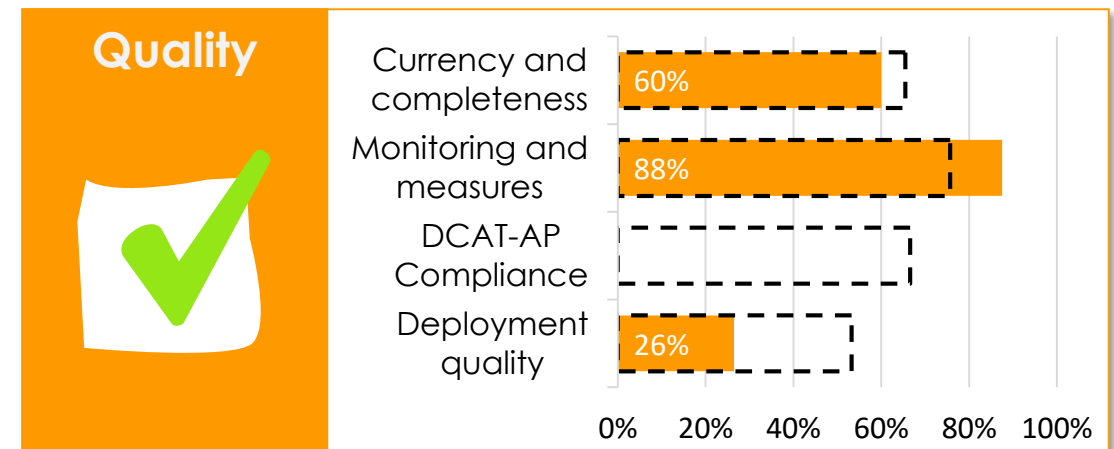 Quality
Currency and
completeness
60%
Monitoring and
measures
88%
DCAT-AP
Compliance
Deployment
quality
26%
0% 20% 40% 60% 80% 100%